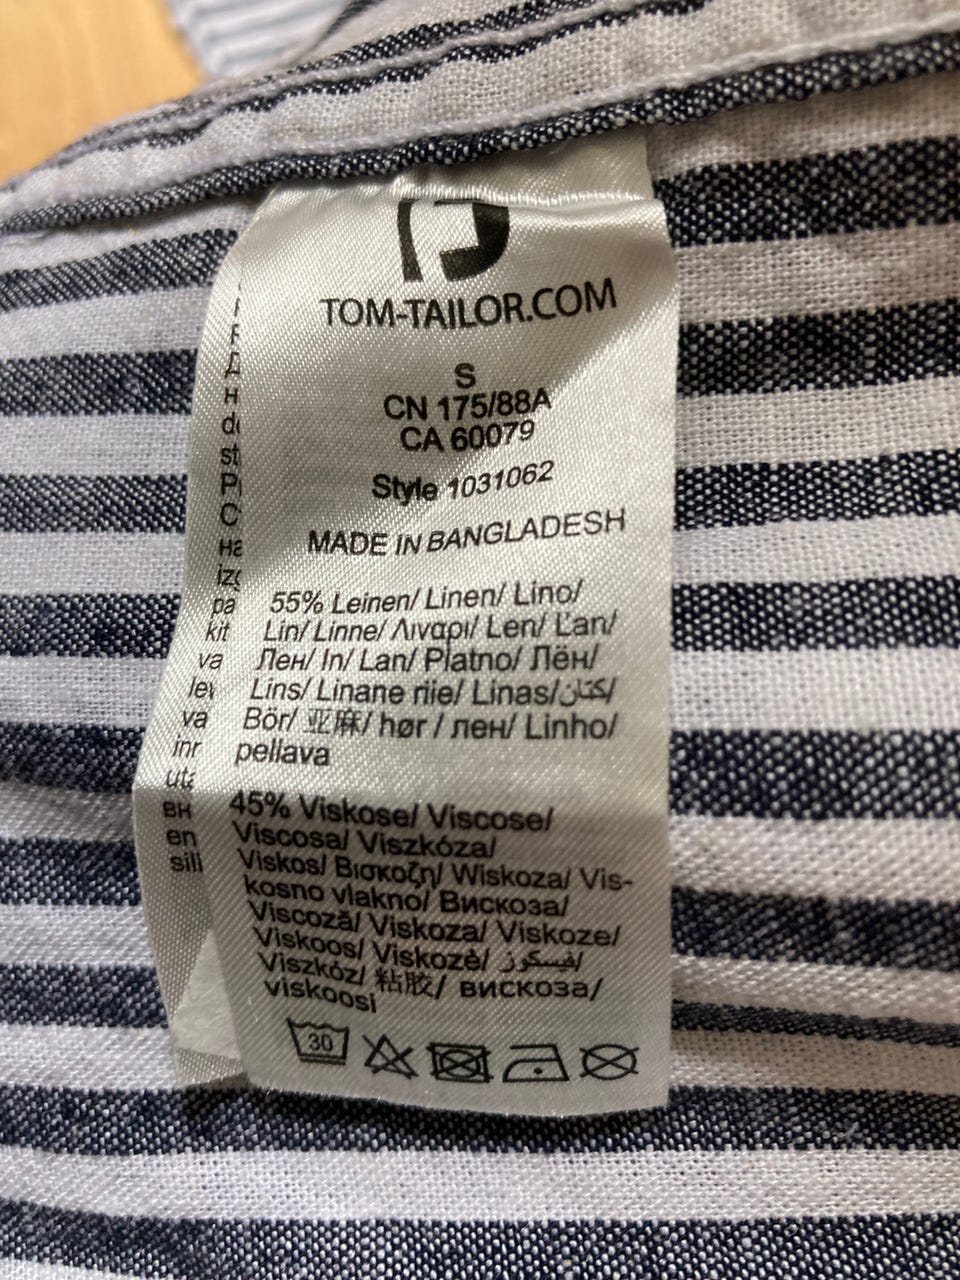 TOM-TAILOR.COM
S
CN 175/88A
CA 60079
Style 1031062
MADE IN BANGLADESH
55% Leinen/ Linen/ Lino/
Lin/ Linne/ Λιναρι/ Len/ Ľan/
Лен/ In/ Lan/ Platno/ Лён/
Lins/ Linane riie/ Linas/كتان/
Bör/ 亚麻/ hør / лен/ Linho/
pellava
45% Viskose/ Viscose/
Viscosa/ Viszkóza/
Viskos/ Βισκοζη/ Wiskoza/ Vis-
kosno vlakno/ Вискоза/
Viscoză/ Viskoza/ Viskoze/
Viskoos/ Viskozė/ لفيسكوز/
Viszkóz/ 粘胶/ вискоза/
viskoosi
30